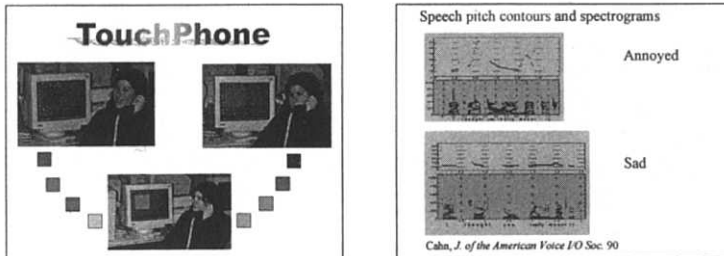 TouchPhone
Speech pitch contours and spectrograms
Annoyed
Sad
Cahn, J. of the American Voice I/O Soc. 90